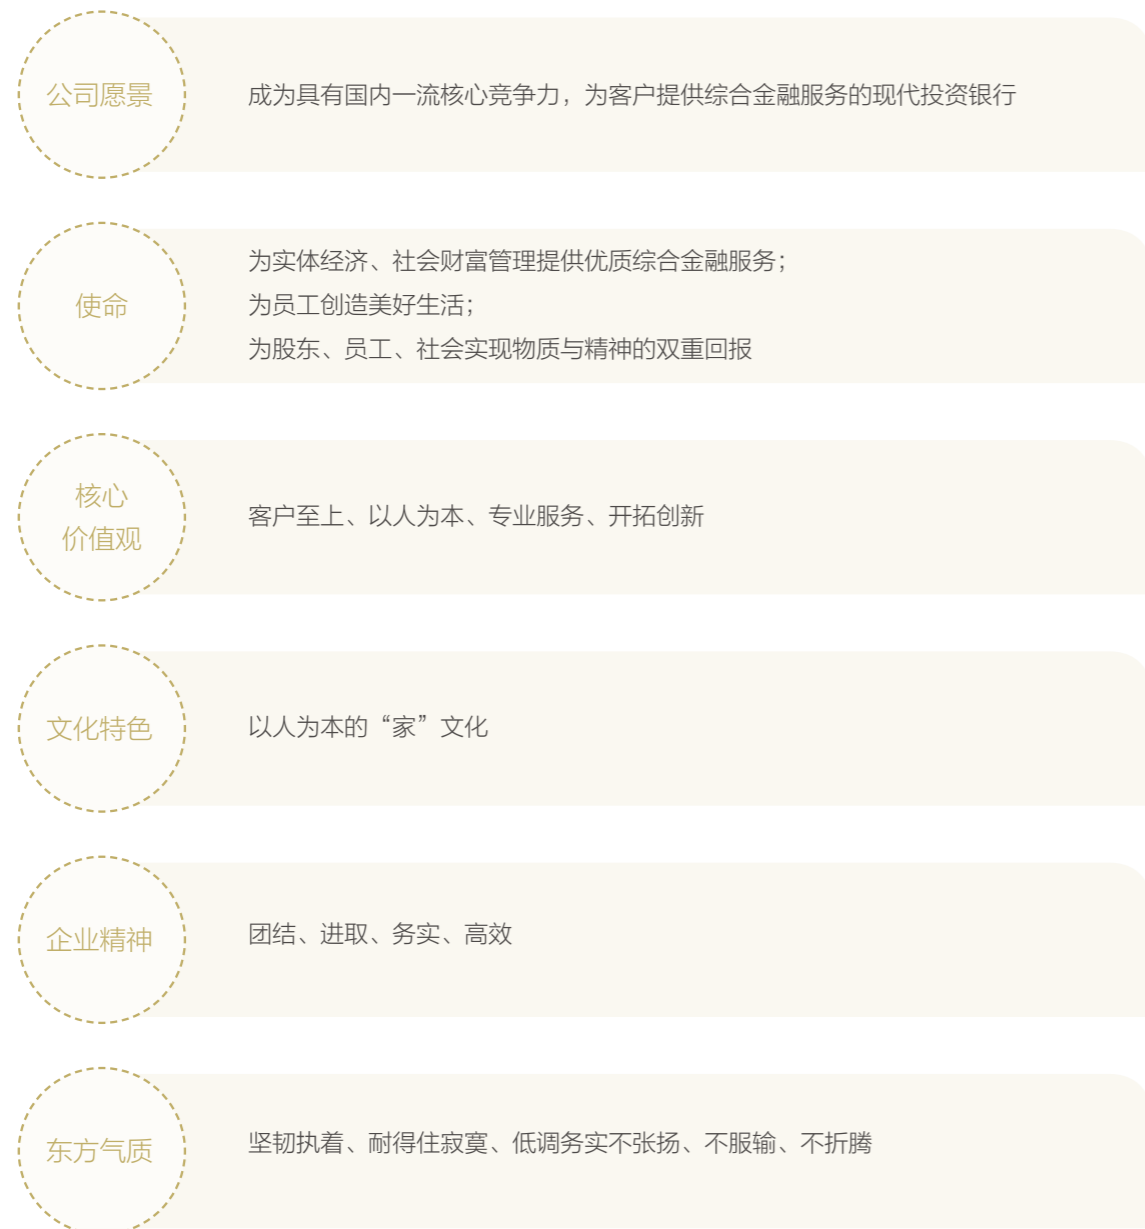 公司愿景
成为具有国内一流核心竞争力，为客户提供综合金融服务的现代投资银行
使命
为实体经济、社会财富管理提供优质综合金融服务；
为员工创造美好生活；
为股东、员工、社会实现物质与精神的双重回报
核心
价值观
客户至上、以人为本、专业服务、开拓创新
文化特色
以人为本的“家”文化
企业精神
团结、进取、务实、高效
东方气质
坚韧执着、耐得住寂寞、低调务实不张扬、不服输、不折腾